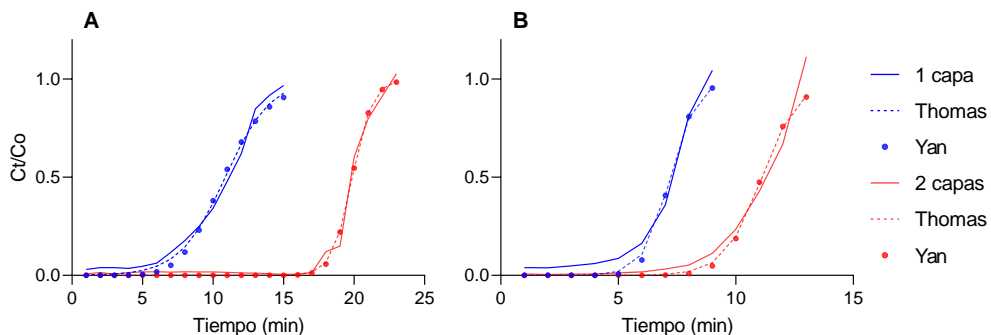 A
B
1.0
0.5
0.0
Ct/Co
0 5 10 15 20 25
Tiempo (min)
1.0
0.5
0.0
0 5 10 15
Tiempo (min)
1 capa
Thomas
Yan
2 capas
Thomas
Yan